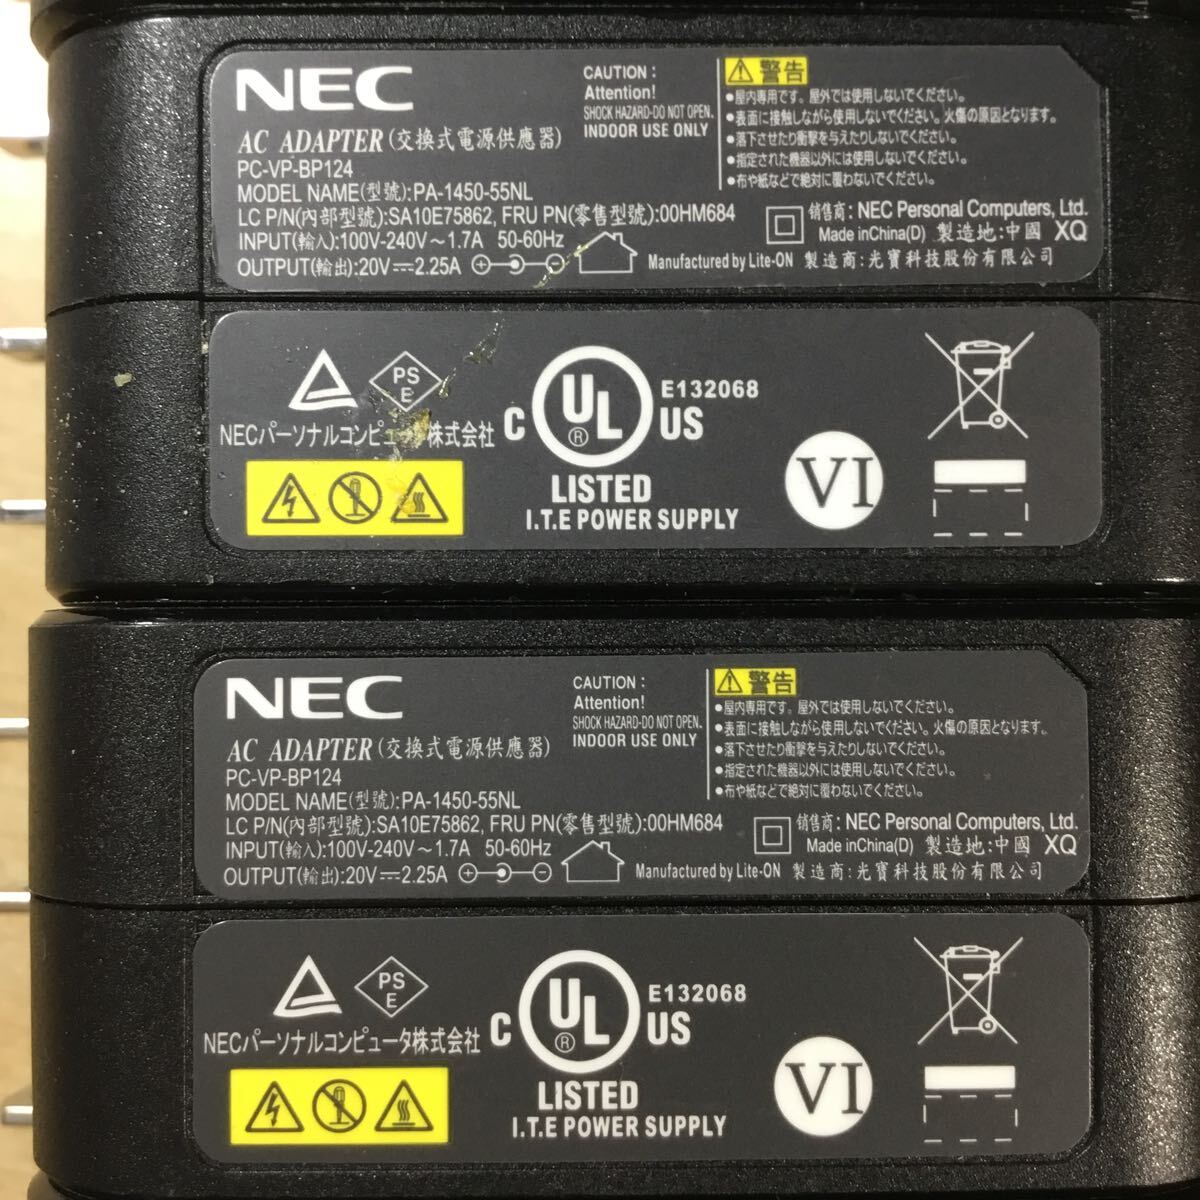 NEC
AC ADAPTER(交換式電源供應器)
PC-VP-BP124
MODEL NAME(型號):PA-1450-55NL
LC P/N(內部型號):SA10E75862, FRU PN(零售型號):00HM684
INPUT(輸入):100V-240V~1.7A 50-60Hz
OUTPUT(輸出):20V⎓2.25A
CAUTION :
Attention!
SHOCK HAZARD-DO NOT OPEN.
INDOOR USE ONLY
警告
●屋内専用です。屋外では使用しないでください。
●表面に接触しながら使用しないでください。火傷の原因となります。
●落下させたり衝撃を与えたりしないでください。
●指定された機器以外には使用しないでください。
●布や紙などで絶対に覆わないでください。
销售商: NEC Personal Computers, Ltd.
Made inChina(D) 製造地:中國 XQ
Manufactured by Lite-ON 製造商:光寶科技股份有限公司
PS
E
NECパーソナルコンピュータ株式会社
C UL ® US
E132068
LISTED
I.T.E POWER SUPPLY
VI
NEC
AC ADAPTER(交換式電源供應器)
PC-VP-BP124
MODEL NAME(型號):PA-1450-55NL
LC P/N(內部型號):SA10E75862, FRU PN(零售型號):00HM684
INPUT(輸入):100V-240V~1.7A 50-60Hz
OUTPUT(輸出):20V⎓2.25A
CAUTION :
Attention!
SHOCK HAZARD-DO NOT OPEN.
INDOOR USE ONLY
警告
●屋内専用です。屋外では使用しないでください。
●表面に接触しながら使用しないでください。火傷の原因となります。
●落下させたり衝撃を与えたりしないでください。
●指定された機器以外には使用しないでください。
●布や紙などで絶対に覆わないでください。
销售商: NEC Personal Computers, Ltd.
Made inChina(D) 製造地:中國 XQ
Manufactured by Lite-ON 製造商:光寶科技股份有限公司
PS
E
NECパーソナルコンピュータ株式会社
C UL ® US
E132068
LISTED
I.T.E POWER SUPPLY
VI